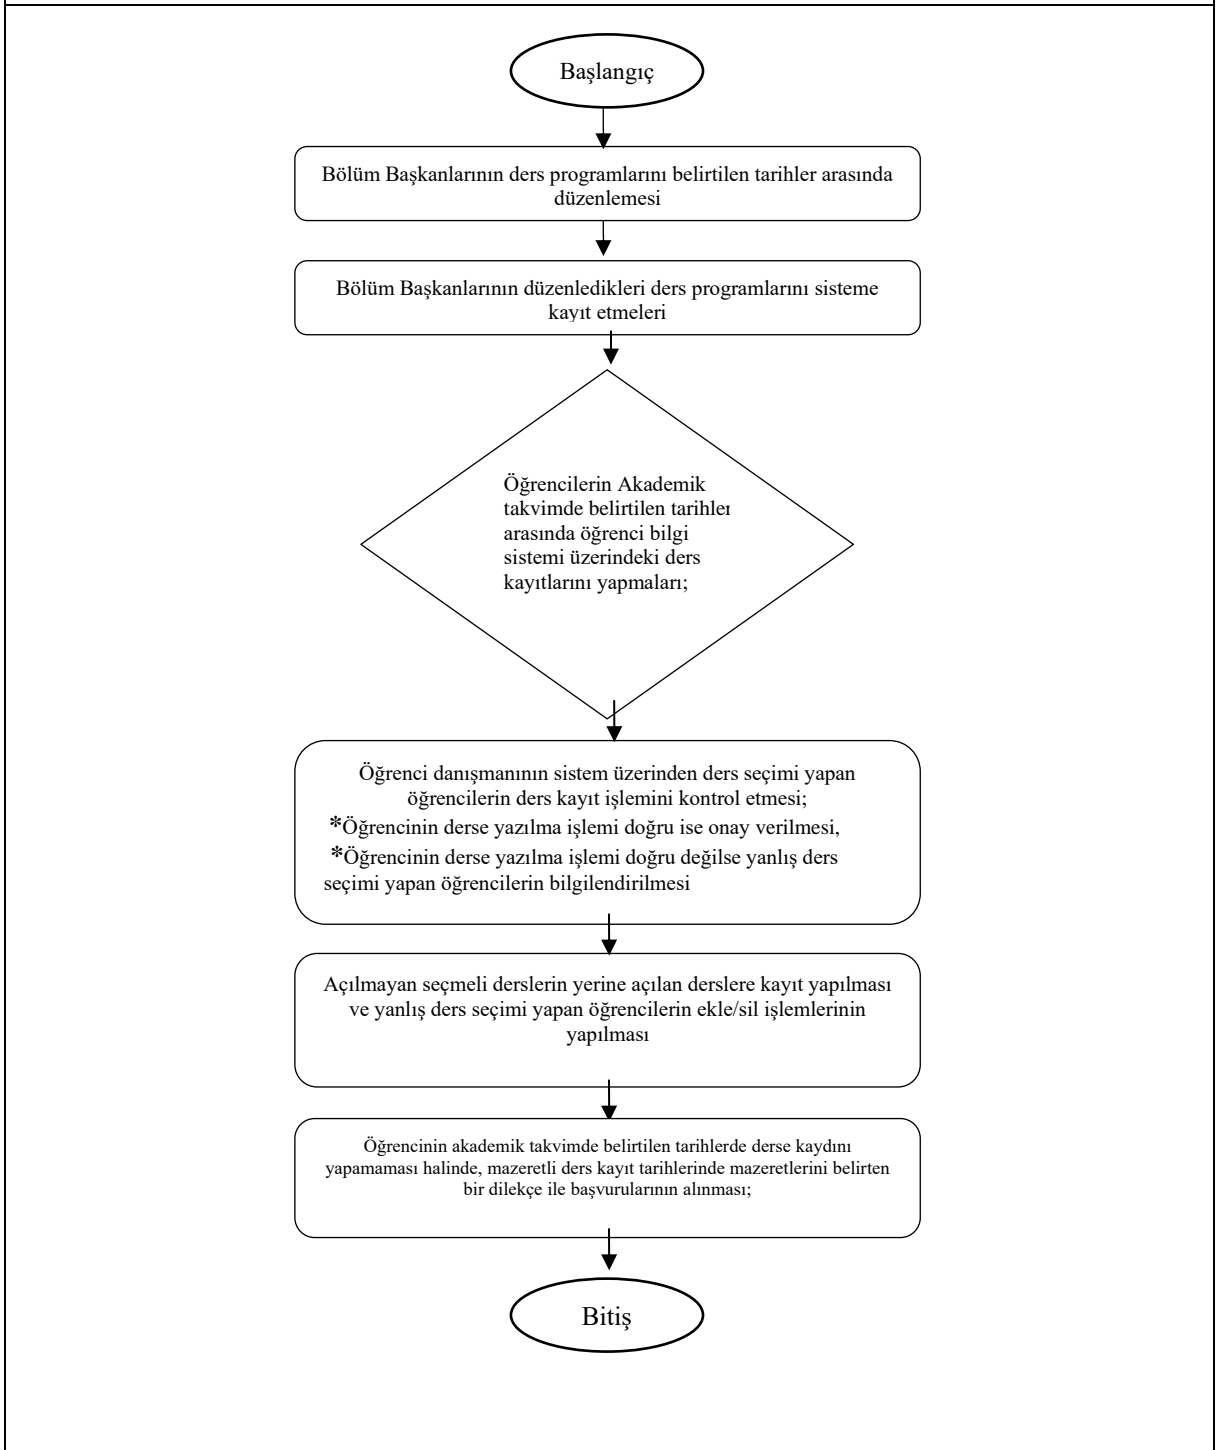 Başlangıç
Bölüm Başkanlarının ders programlarını belirtilen tarihler arasında
düzenlemesi
Bölüm Başkanlarının düzenledikleri ders programlarını sisteme
kayıt etmeleri
Öğrencilerin Akademik
takvimde belirtilen tarihler
arasında öğrenci bilgi
sistemi üzerindeki ders
kayıtlarını yapmaları;
Öğrenci danışmanının sistem üzerinden ders seçimi yapan
öğrencilerin ders kayıt işlemini kontrol etmesi;
*Öğrencinin derse yazılma işlemi doğru ise onay verilmesi,
*Öğrencinin derse yazılma işlemi doğru değilse yanlış ders
seçimi yapan öğrencilerin bilgilendirilmesi
Açılmayan seçmeli derslerin yerine açılan derslere kayıt yapılması
ve yanlış ders seçimi yapan öğrencilerin ekle/sil işlemlerinin
yapılması
Öğrencinin akademik takvimde belirtilen tarihlerde derse kaydını
yapamaması halinde, mazeretli ders kayıt tarihlerinde mazeretlerini belirten
bir dilekçe ile başvurularının alınması;
Bitiş